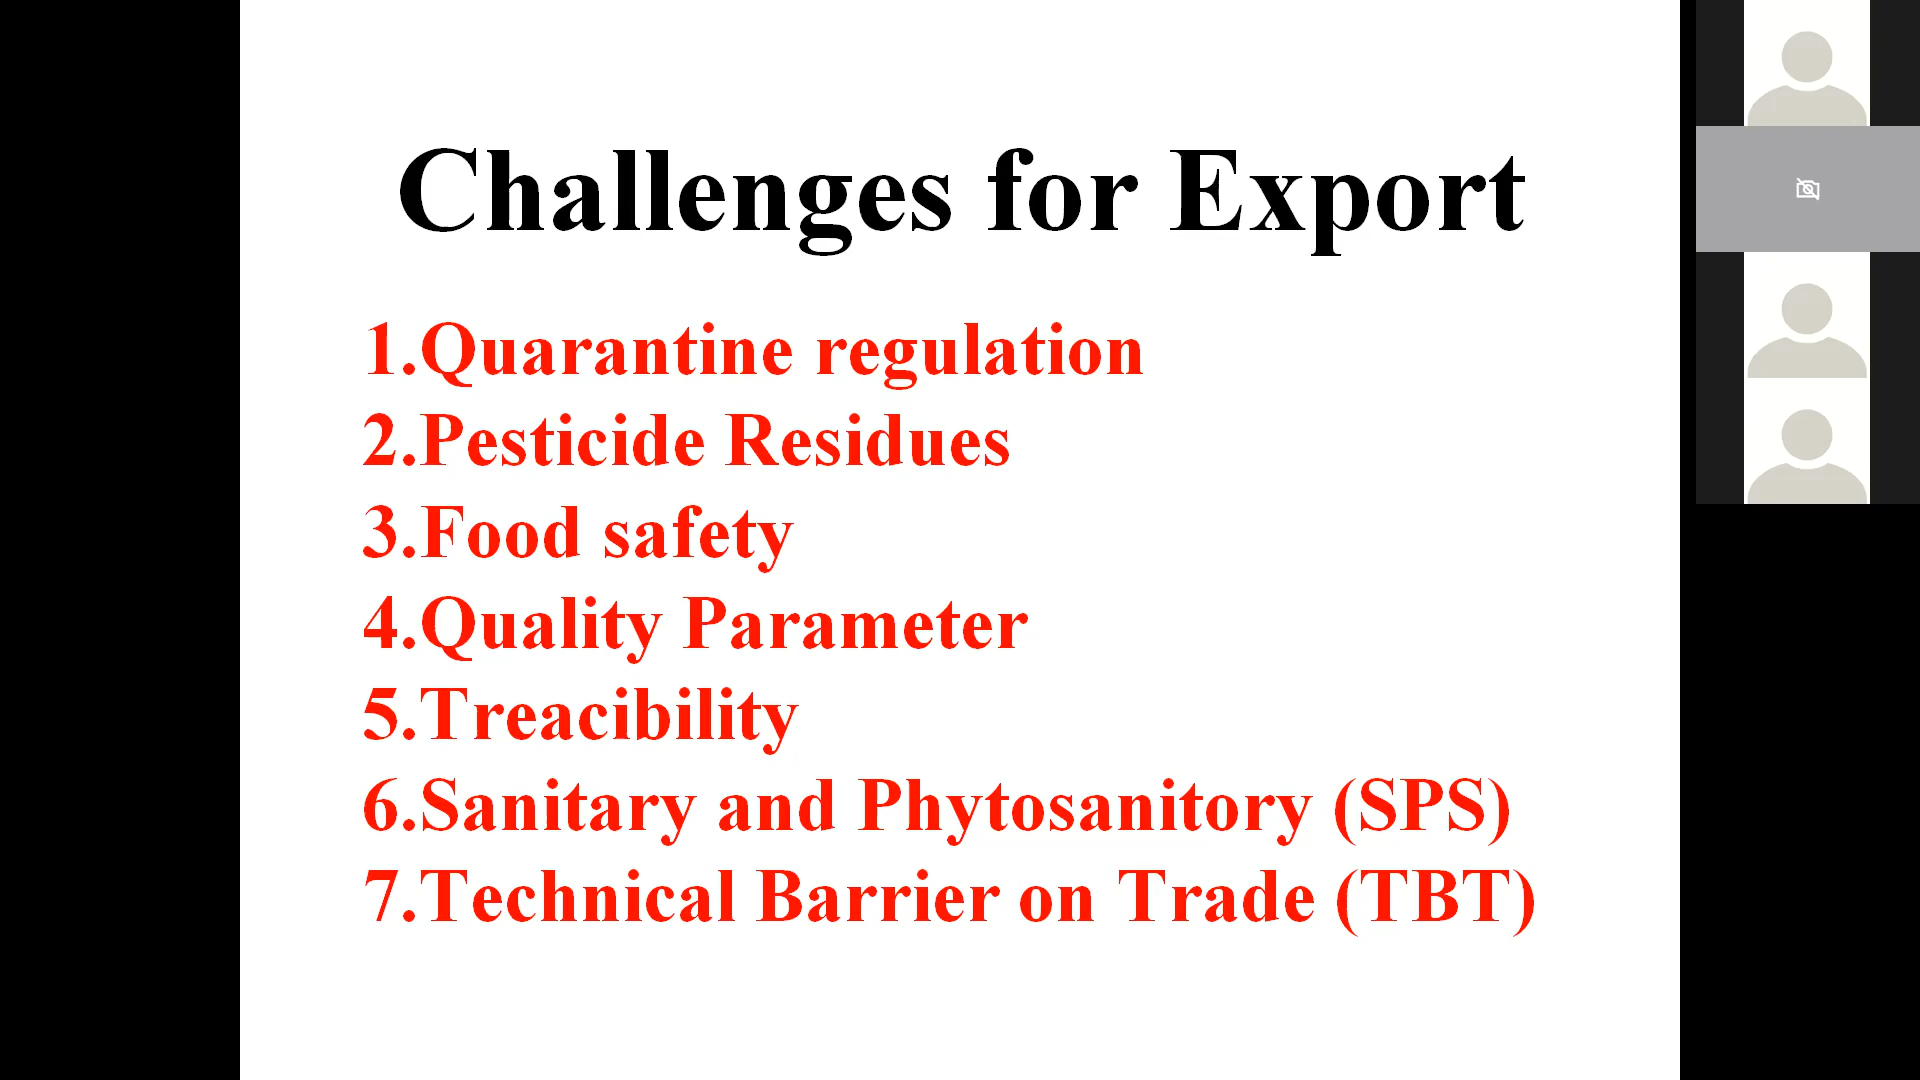 Challenges for Export
1.Quarantine regulation
2.Pesticide Residues
3.Food safety
4.Quality Parameter
5.Treacibility
6.Sanitary and Phytosanitory (SPS)
7.Technical Barrier on Trade (TBT)